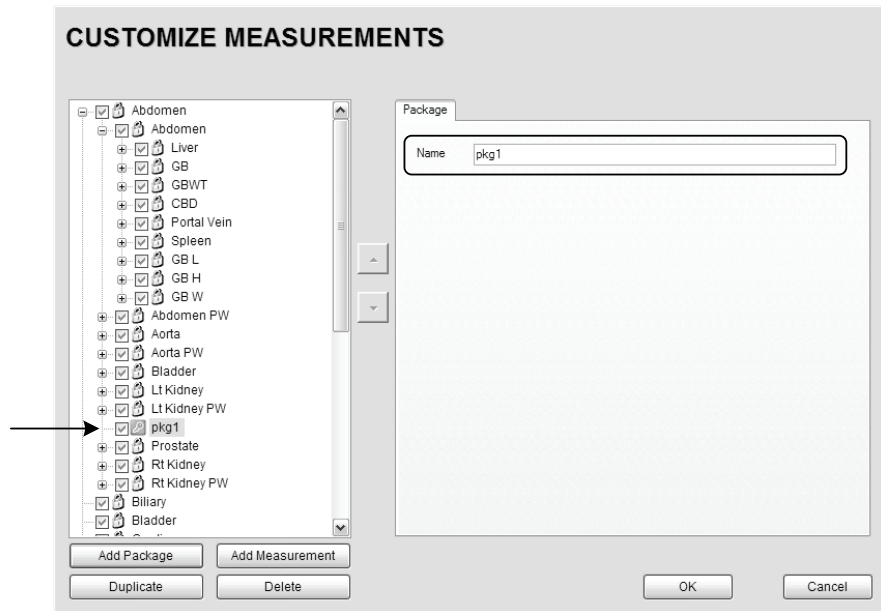 CUSTOMIZE MEASUREMENTS
Abdomen
Abdomen
Liver
GB
GBWT
CBD
Portal Vein
Spleen
GB L
GB H
GB W
Abdomen PW
Aorta
Aorta PW
Bladder
Lt Kidney
Lt Kidney PW
pkg1
Prostate
Rt Kidney
Rt Kidney PW
Biliary
Bladder
Package
Name pkg1
Add Package Add Measurement
Duplicate Delete
OK Cancel